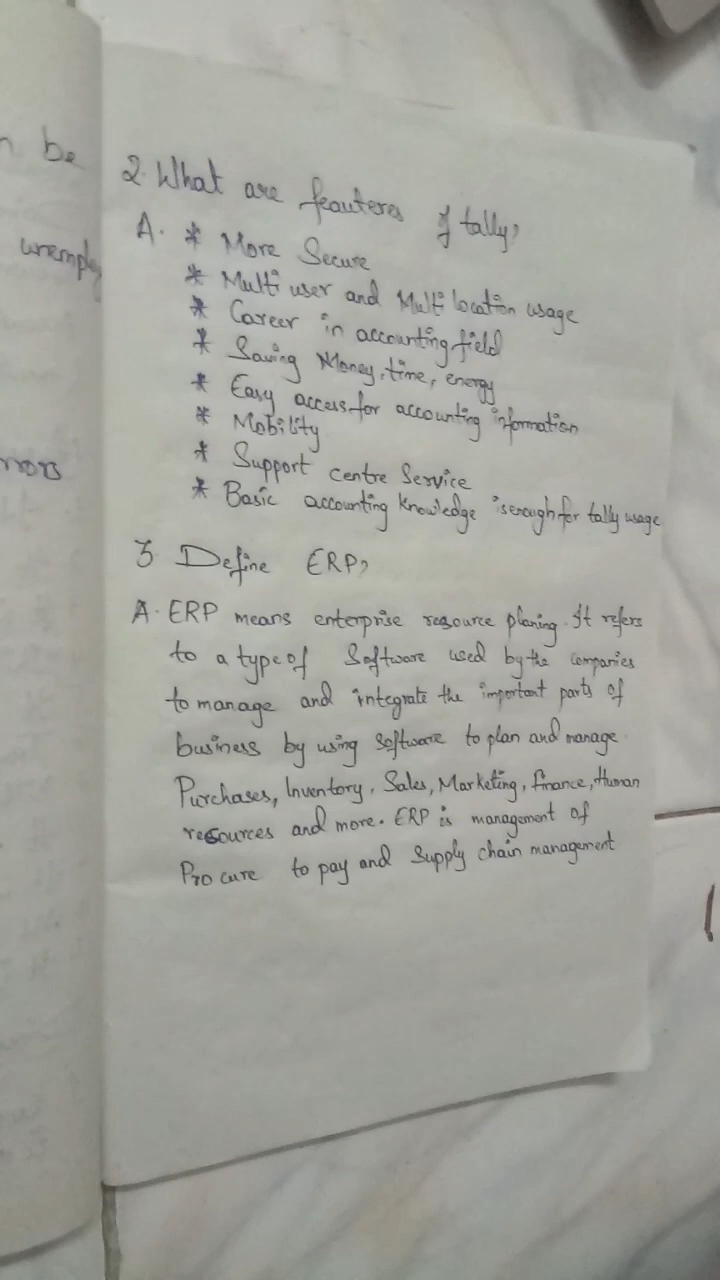 n be
unemploy
nors
2. What are feauteres of tally?
A. * More Secure
* Multi user and Multi location usage
* Career in accounting field
* Saving Money, time, energy
* Easy access for accounting information
* Mobility
* Support centre Service
* Basic accounting knowledge is enough for tally usage
3 Define ERP?
A. ERP means enterprise resource planing. It refers
to a type of Software used by the companies
to manage and integrate the important parts of
business by using software to plan and manage.
Purchases, Inventory, Sales, Marketing, finance, Human
resources and more. ERP is management of
Procure to pay and Supply chain management